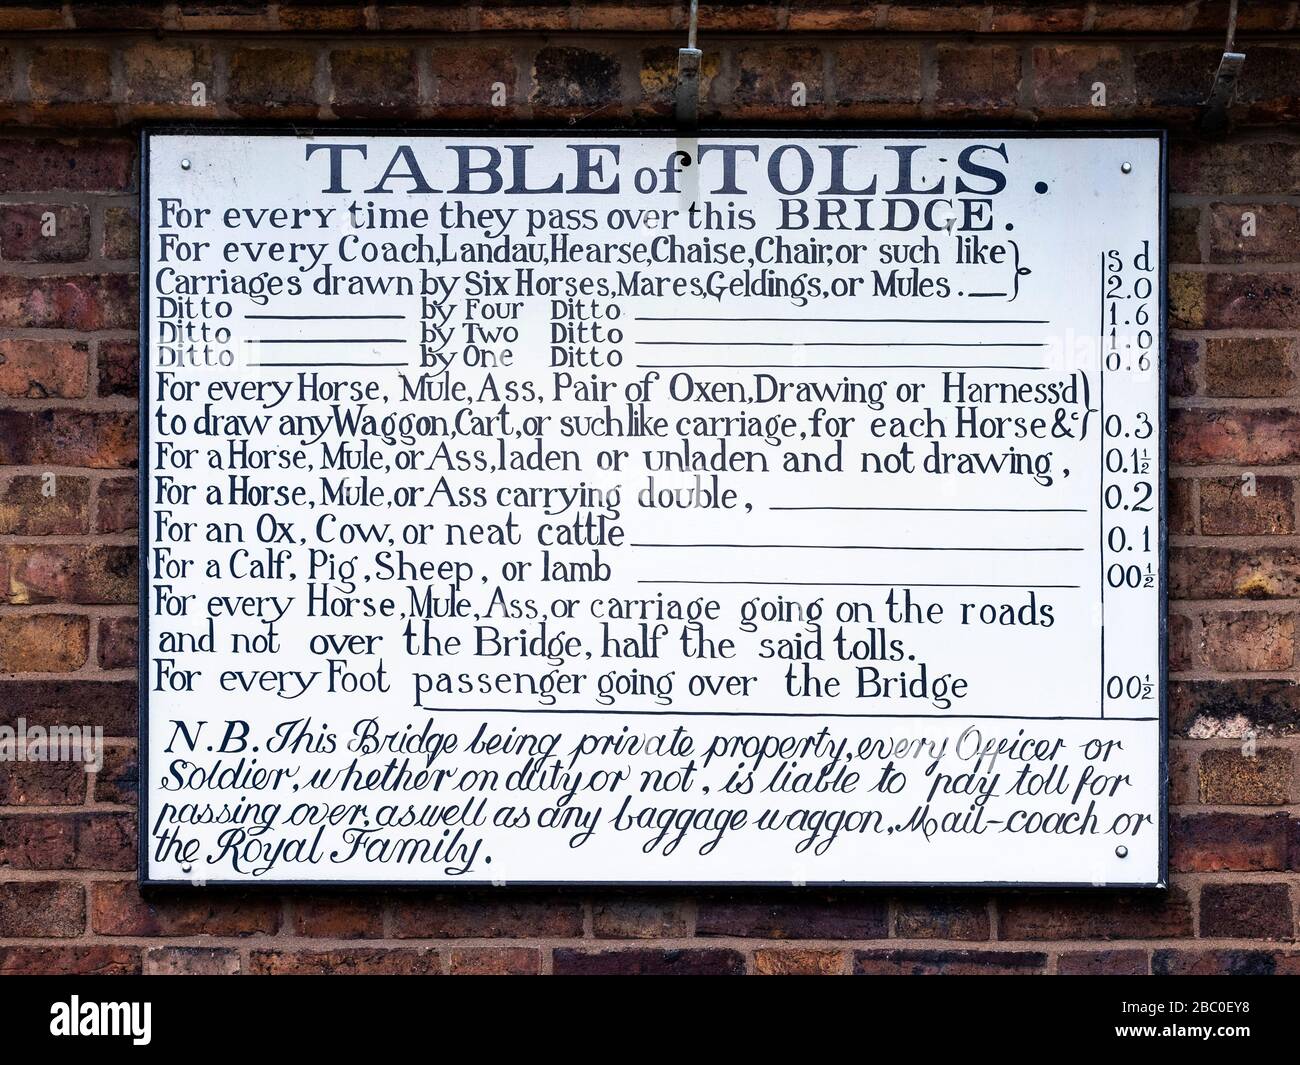 TABLE of TOLLS.
For every time they pass over this BRIDGE.
For every Coach, Landau, Hearse, Chaise, Chair, or such like } s d
Carriages drawn by Six Horses, Mares, Geldings, or Mules. 2.0
Ditto by Four Ditto 1.6
Ditto by Two Ditto 1.0
Ditto by One Ditto 0.6
For every Horse, Mule, Ass, Pair of Oxen, Drawing or Harness'd }
to draw any Waggon, Cart, or such like carriage, for each Horse &c 0.3
For a Horse, Mule, or Ass, laden or unladen and not drawing, 0.1½
For a Horse, Mule, or Ass carrying double, 0.2
For an Ox, Cow, or neat cattle 0.1
For a Calf, Pig, Sheep, or lamb 00½
For every Horse, Mule, Ass, or carriage going on the roads
and not over the Bridge, half the said tolls.
For every Foot passenger going over the Bridge 00½
N.B. This Bridge being private property, every Officer or
Soldier, whether on duty or not, is liable to pay toll for
passing over, as well as any baggage waggon, Mail-coach or
the Royal Family.
alamy
Image ID: 2BC0EY8
www.alamy.com